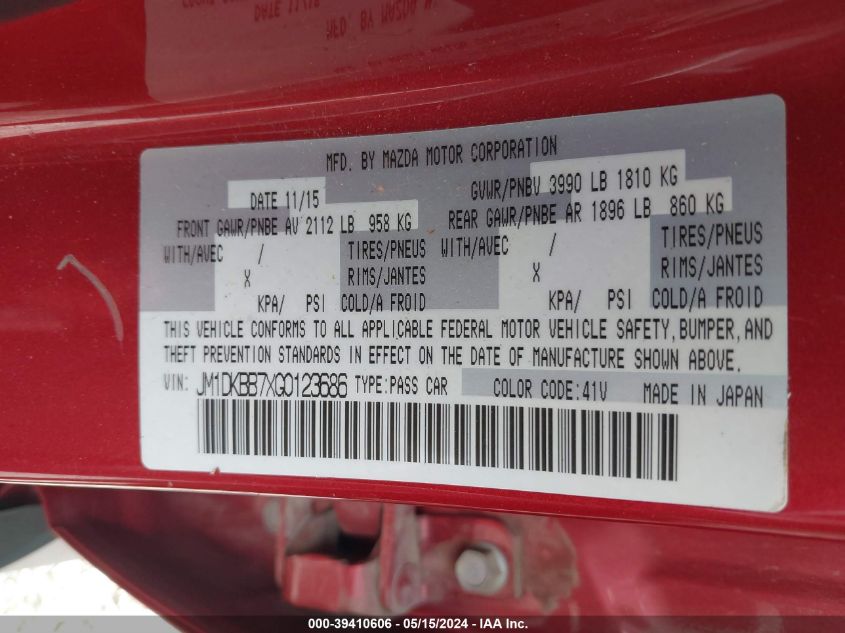 MFD. BY MAZDA MOTOR CORPORATION
DATE 11/15 GVWR/PNBV 3990 LB 1810 KG
FRONT GAWR/PNBE AV 2112 LB 958 KG REAR GAWR/PNBE AR 1896 LB 860 KG
WITH/AVEC / TIRES/PNEUS WITH/AVEC / TIRES/PNEUS
X RIMS/JANTES X RIMS/JANTES
KPA/ PSI COLD/A FROID KPA/ PSI COLD/A FROID
THIS VEHICLE CONFORMS TO ALL APPLICABLE FEDERAL MOTOR VEHICLE SAFETY, BUMPER, AND
THEFT PREVENTION STANDARDS IN EFFECT ON THE DATE OF MANUFACTURE SHOWN ABOVE.
VIN: JM1DKBB7XG0123686 TYPE:PASS CAR COLOR CODE:41V MADE IN JAPAN
000-39410606 - 05/15/2024 - IAA Inc.